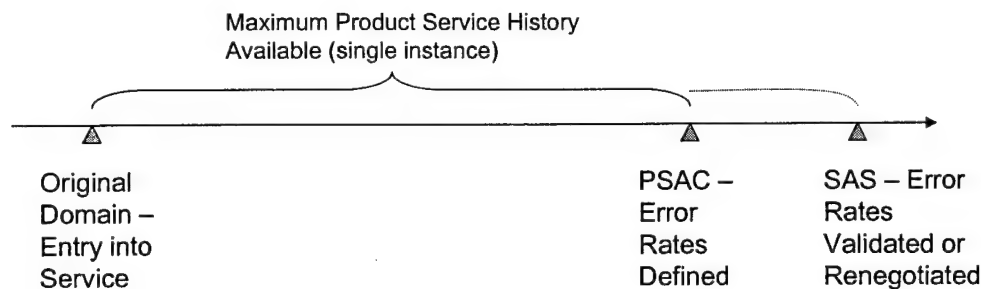 Maximum Product Service History
Available (single instance)
Original
Domain –
Entry into
Service
PSAC –
Error
Rates
Defined
SAS – Error
Rates
Validated or
Renegotiated